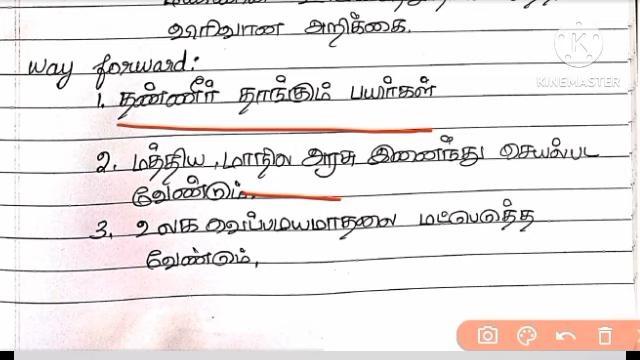 விரிவான அறிக்கை.
KINEMASTER
way forward:
1. தண்ணீர் தாங்கும் பயிர்கள்
2. மத்திய, மாநில அரசு இணைந்து செயல்பட
வேண்டும்.
3. உலக வெப்பமயமாதலை மட்டுபடுத்த
வேண்டும்.